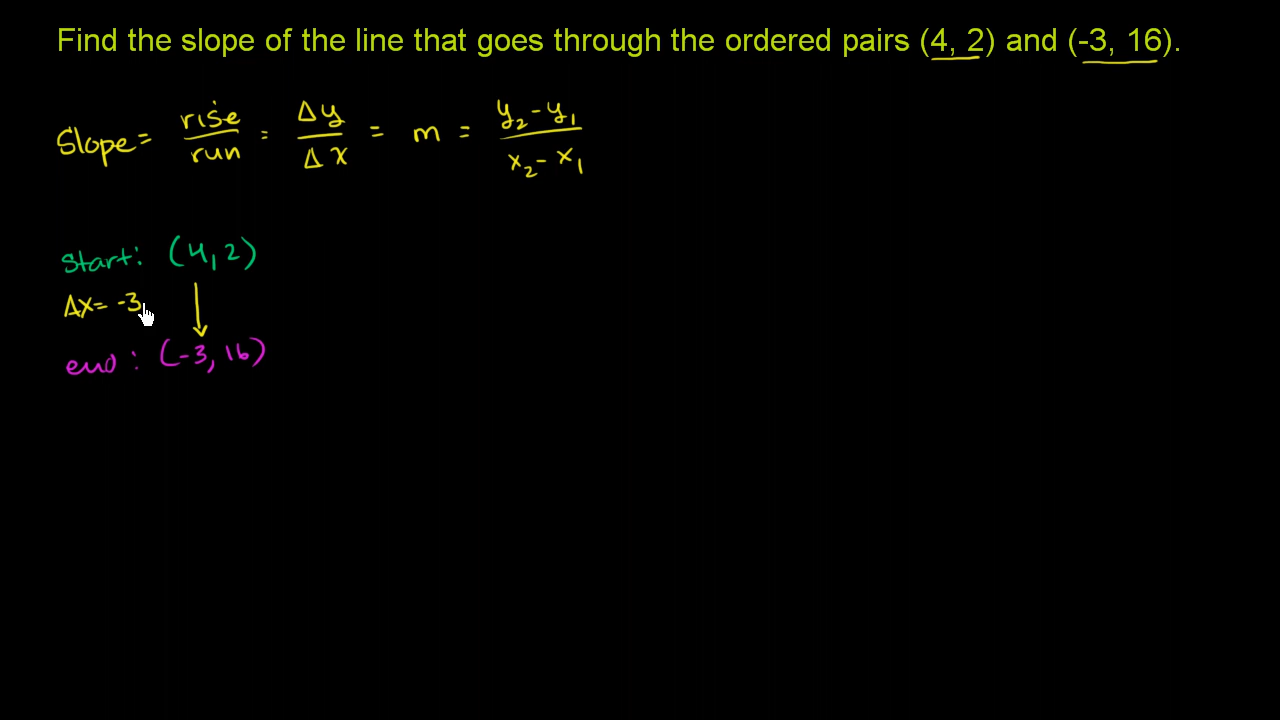 Find the slope of the line that goes through the ordered pairs (4, 2) and (-3, 16).
Slope = rise/run = Δy/Δx = m = y₂-y₁/x₂-x₁
Start: (4,2)
Δx= -3
end: (-3, 16)